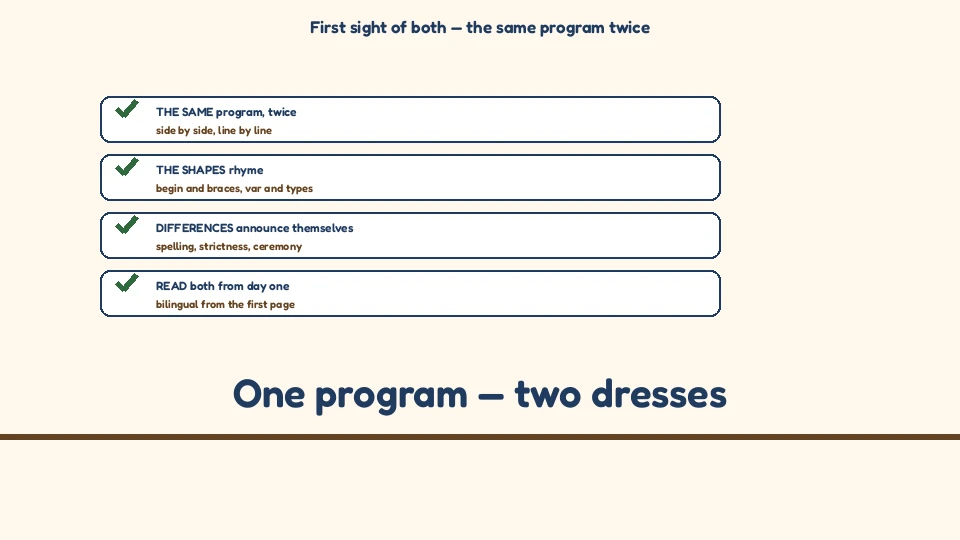 First sight of both — the same program twice
THE SAME program, twice
side by side, line by line
THE SHAPES rhyme
begin and braces, var and types
DIFFERENCES announce themselves
spelling, strictness, ceremony
READ both from day one
bilingual from the first page
One program — two dresses